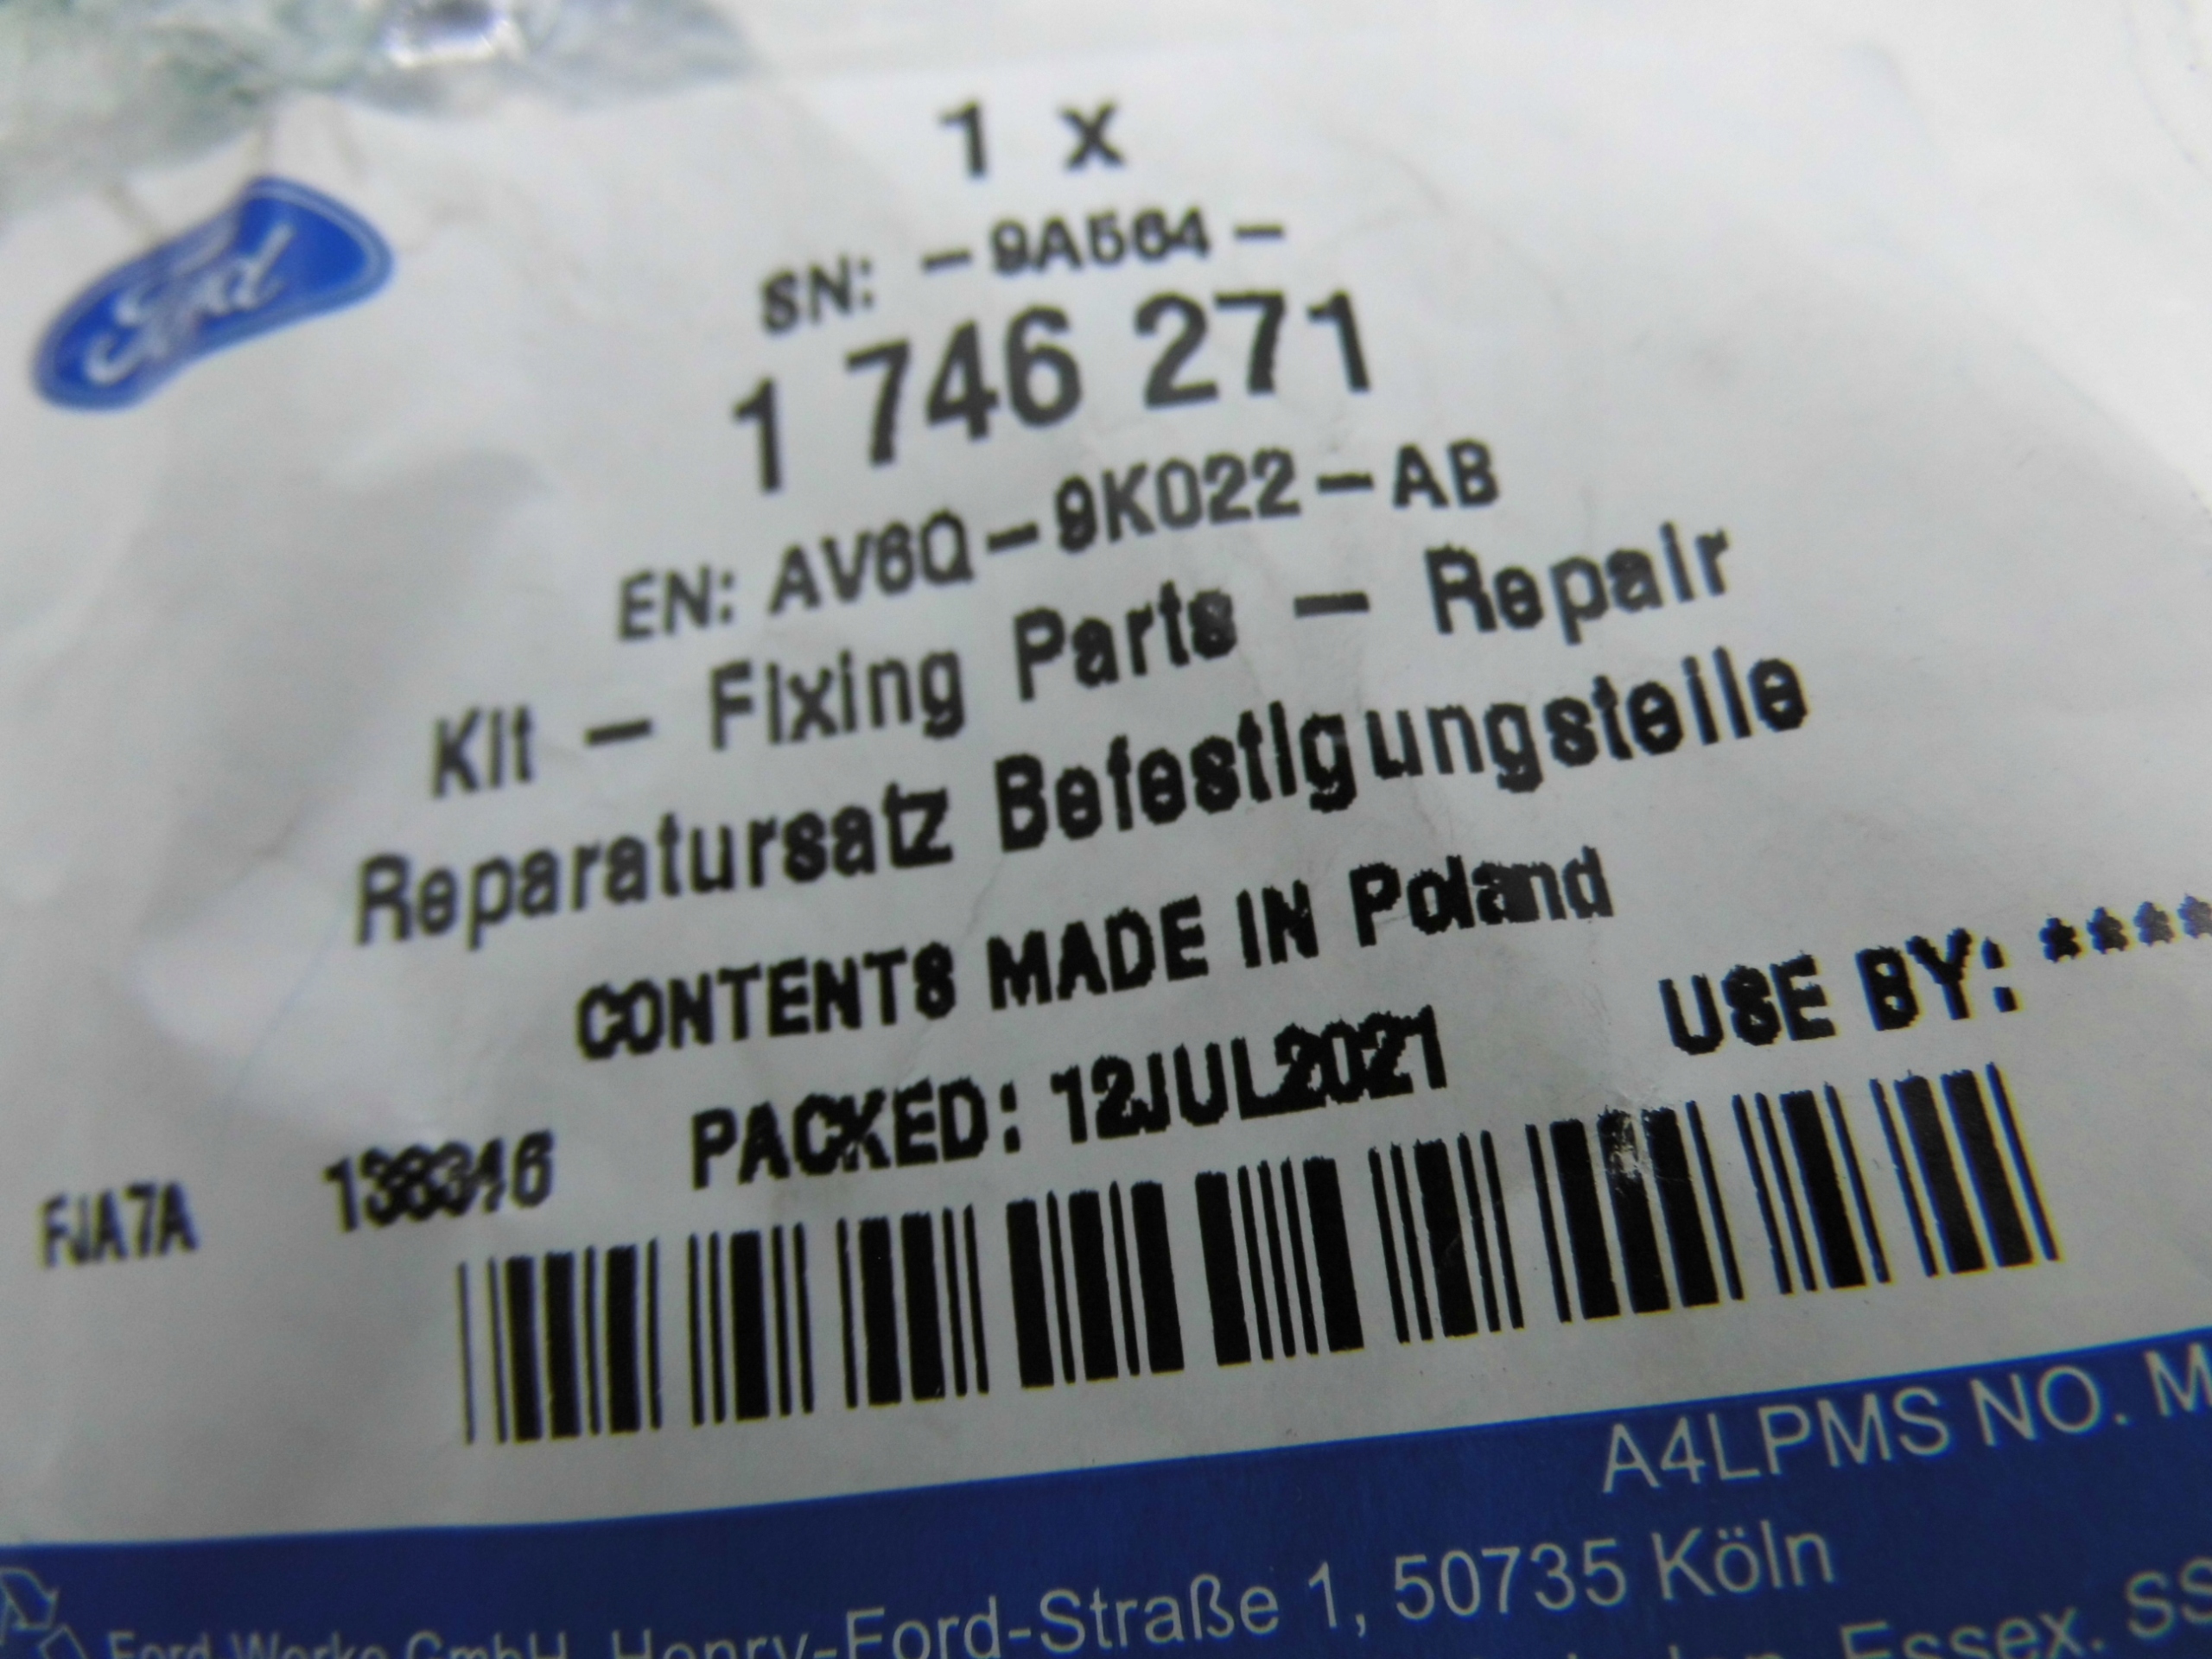 Ford
1 x
SN: -9A564-
1 746 271
EN: AV6Q-9K022-AB
Kit - Fixing Parts - Repair
Reparatursatz Befestigungsteile
CONTENTS MADE IN Poland
FJA7A 138316 PACKED: 12JUL2021 USE BY: ****
A4LPMS NO. M
Ford-Werke GmbH, Henry-Ford-Straße 1, 50735 Köln
Essex. SS